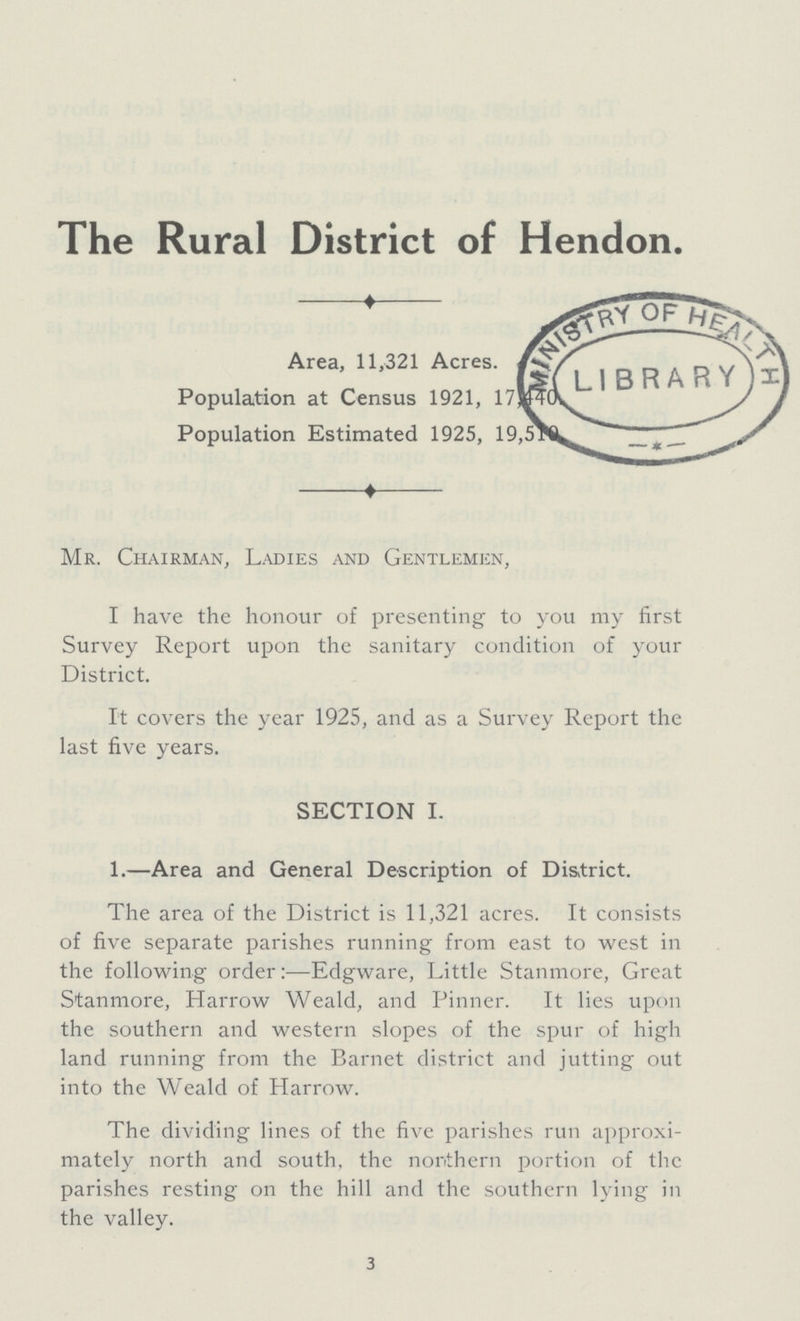 The Rural District of Hendon.
MINISTRY OF HEALTH
LIBRARY
Area, 11,321 Acres.
Population at Census 1921,
Population Estimated 1925,
Mr. Chairman, Ladies and Gentlemen,
I have the honour of presenting to you my first
Survey Report upon the sanitary condition of your
District.
It covers the year 1925, and as a Survey Report the
last five years.
SECTION I.
1.—Area and General Description of District.
The area of the District is 11,321 acres. It consists
of five separate parishes running from east to west in
the following order:—Edgware, Little Stanmore, Great
Stanmore, Harrow Weald, and Pinner. It lies upon
the southern and western slopes of the spur of high
land running from the Barnet district and jutting out
into the Weald of Harrow.
The dividing lines of the five parishes run approxi-
mately north and south, the northern portion of the
parishes resting on the hill and the southern lying in
the valley.
3